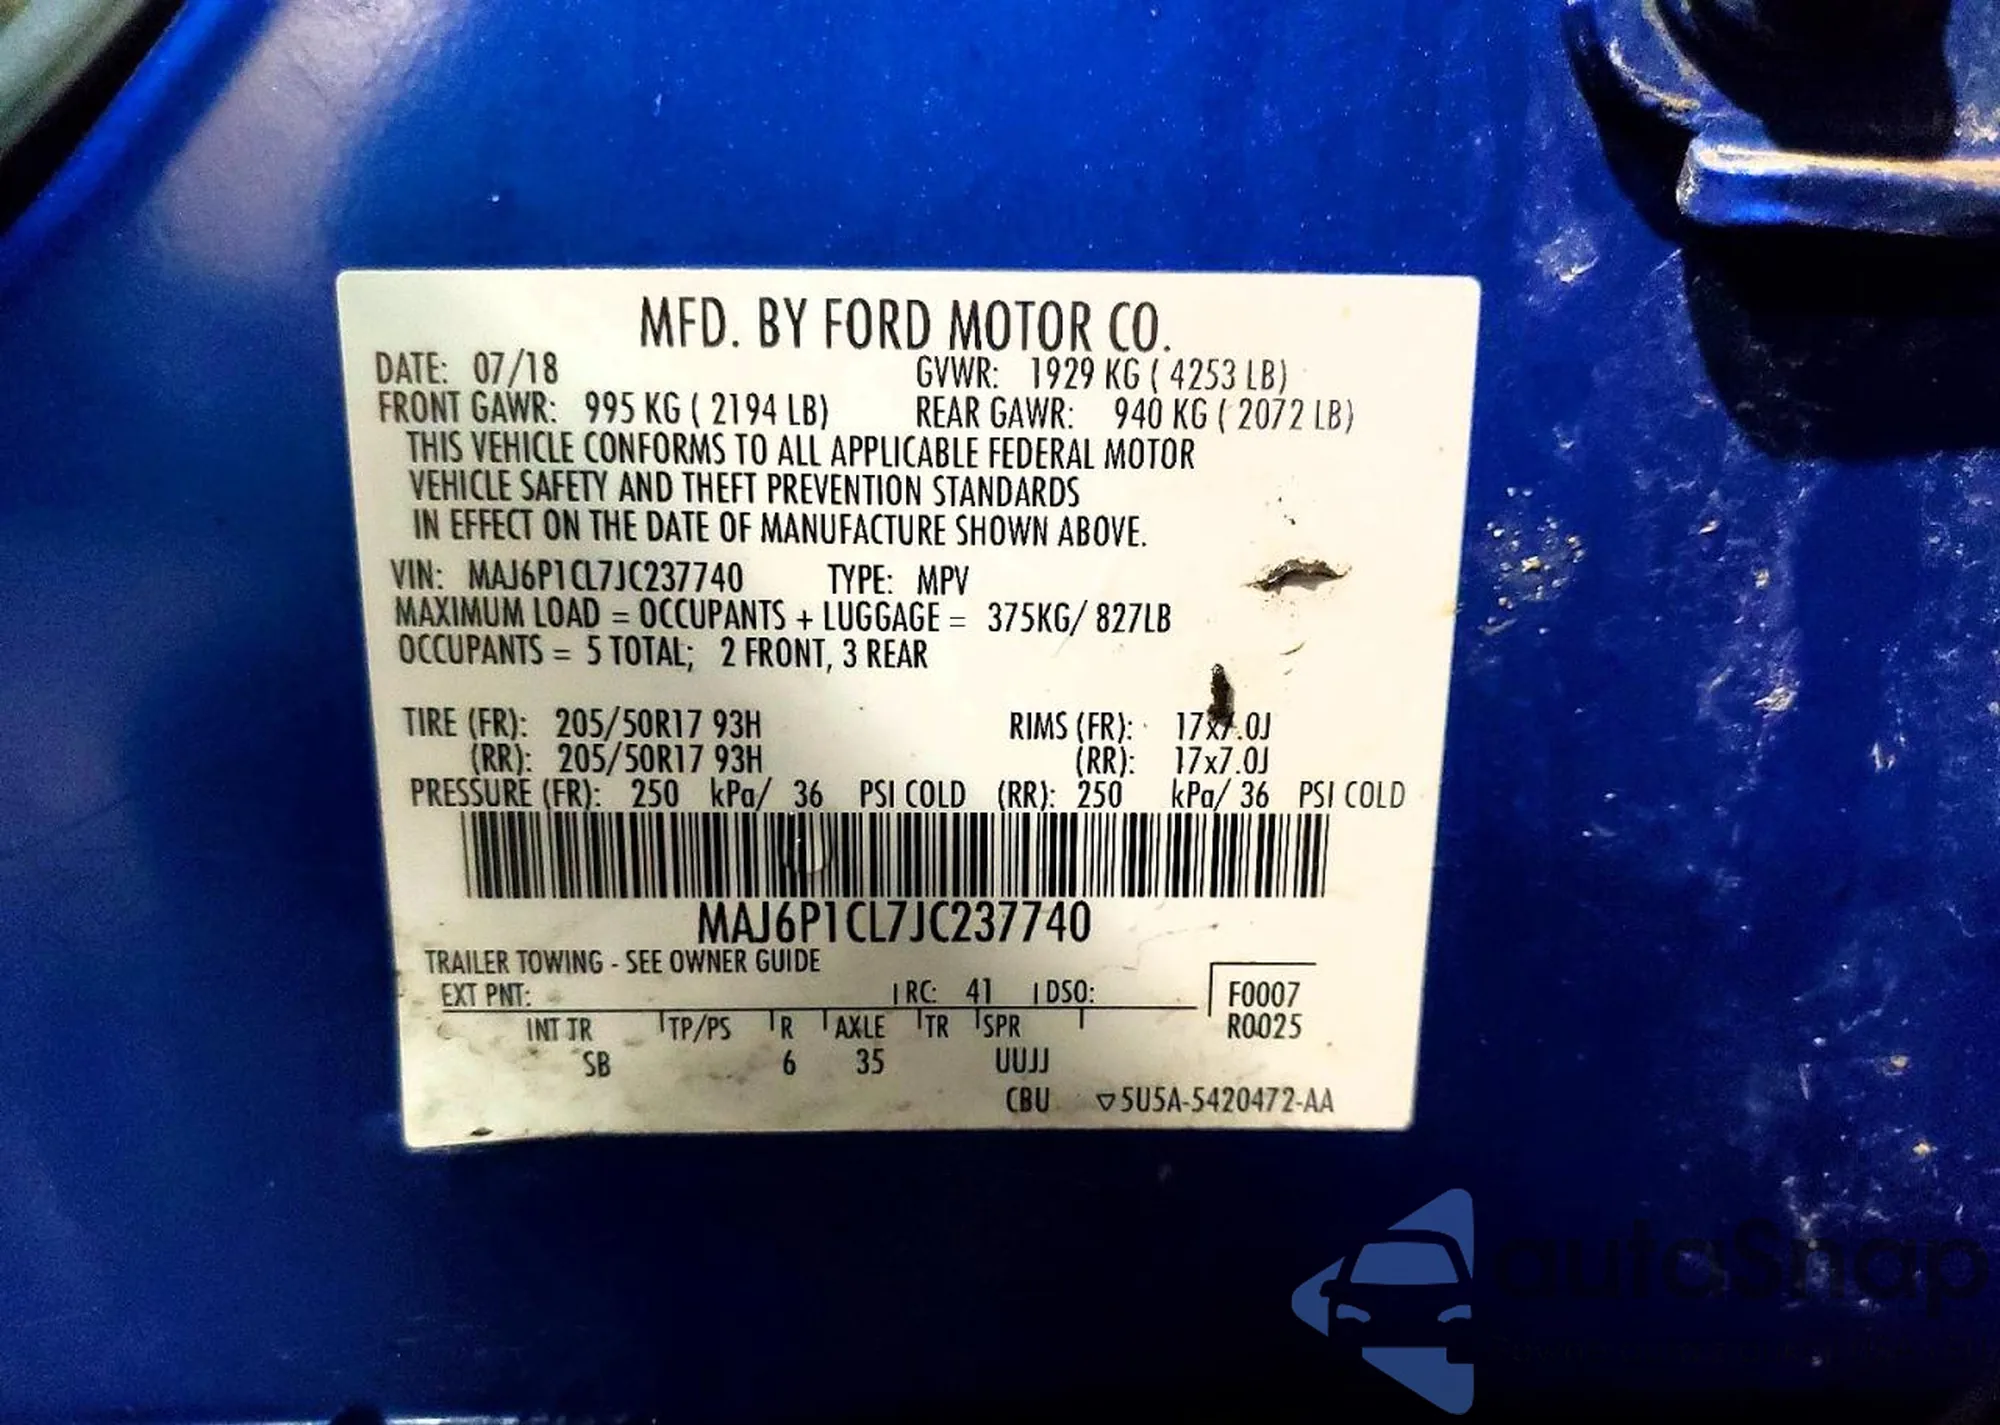 MFD. BY FORD MOTOR CO.
DATE: 07/18 GVWR: 1929 KG ( 4253 LB)
FRONT GAWR: 995 KG ( 2194 LB) REAR GAWR: 940 KG ( 2072 LB)
THIS VEHICLE CONFORMS TO ALL APPLICABLE FEDERAL MOTOR
VEHICLE SAFETY AND THEFT PREVENTION STANDARDS
IN EFFECT ON THE DATE OF MANUFACTURE SHOWN ABOVE.
VIN: MAJ6P1CL7JC237740 TYPE: MPV
MAXIMUM LOAD = OCCUPANTS + LUGGAGE = 375KG/ 827LB
OCCUPANTS = 5 TOTAL; 2 FRONT, 3 REAR
TIRE (FR): 205/50R17 93H RIMS (FR): 17x7.0J
(RR): 205/50R17 93H (RR): 17x7.0J
PRESSURE (FR): 250 kPa/ 36 PSI COLD (RR): 250 kPa/ 36 PSI COLD
MAJ6P1CL7JC237740
TRAILER TOWING - SEE OWNER GUIDE
EXT PNT: RC: 41 DSO: F0007
INT TR TP/PS R AXLE TR SPR R0025
SB 6 35 UUJJ
CBU ▽5U5A-5420472-AA
autoSnap